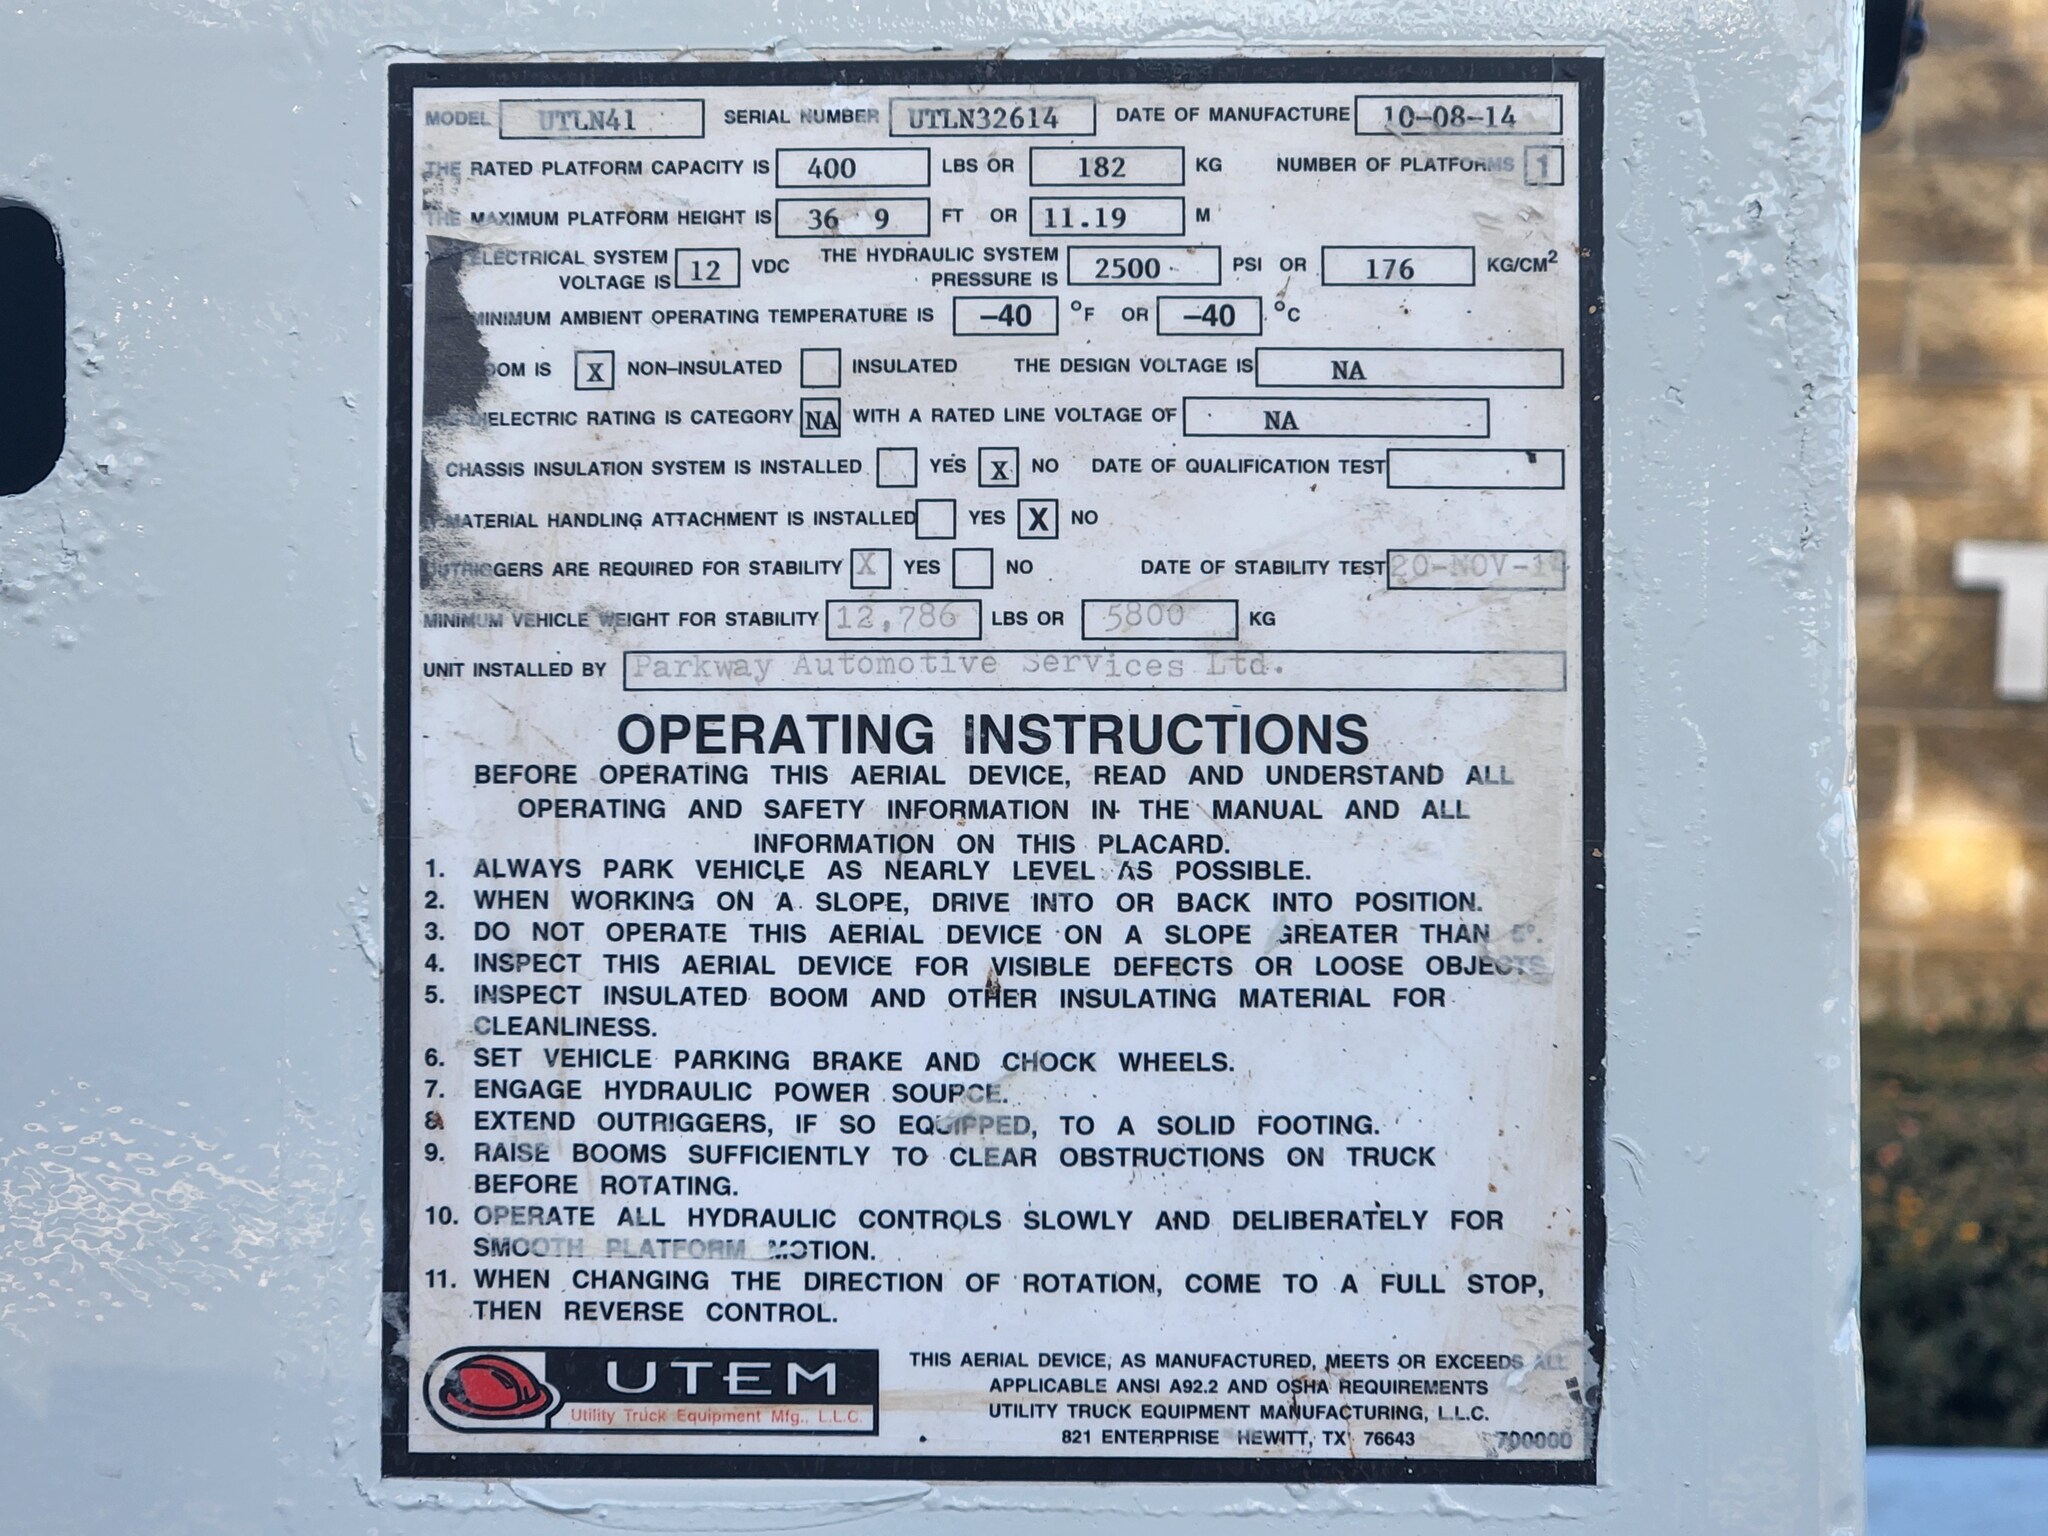 MODEL UTLN41 SERIAL NUMBER UTLN32614 DATE OF MANUFACTURE 10-08-14
THE RATED PLATFORM CAPACITY IS 400 LBS OR 182 KG NUMBER OF PLATFORMS 1
THE MAXIMUM PLATFORM HEIGHT IS 36 9 FT OR 11.19 M
ELECTRICAL SYSTEM VOLTAGE IS 12 VDC THE HYDRAULIC SYSTEM PRESSURE IS 2500 PSI OR 176 KG/CM²
MINIMUM AMBIENT OPERATING TEMPERATURE IS -40 °F OR -40 °C
OOM IS X NON-INSULATED INSULATED THE DESIGN VOLTAGE IS NA
ELECTRIC RATING IS CATEGORY NA WITH A RATED LINE VOLTAGE OF NA
CHASSIS INSULATION SYSTEM IS INSTALLED YES X NO DATE OF QUALIFICATION TEST
MATERIAL HANDLING ATTACHMENT IS INSTALLED YES X NO
OUTRIGGERS ARE REQUIRED FOR STABILITY X YES NO DATE OF STABILITY TEST 20-NOV-14
MINIMUM VEHICLE WEIGHT FOR STABILITY 12,786 LBS OR 5800 KG
UNIT INSTALLED BY Parkway Automotive Services Ltd.
OPERATING INSTRUCTIONS
BEFORE OPERATING THIS AERIAL DEVICE, READ AND UNDERSTAND ALL
OPERATING AND SAFETY INFORMATION IN THE MANUAL AND ALL
INFORMATION ON THIS PLACARD.
1. ALWAYS PARK VEHICLE AS NEARLY LEVEL AS POSSIBLE.
2. WHEN WORKING ON A SLOPE, DRIVE INTO OR BACK INTO POSITION.
3. DO NOT OPERATE THIS AERIAL DEVICE ON A SLOPE GREATER THAN
4. INSPECT THIS AERIAL DEVICE FOR VISIBLE DEFECTS OR LOOSE OBJECTS
5. INSPECT INSULATED BOOM AND OTHER INSULATING MATERIAL FOR
CLEANLINESS.
6. SET VEHICLE PARKING BRAKE AND CHOCK WHEELS.
7. ENGAGE HYDRAULIC POWER SOURCE.
8. EXTEND OUTRIGGERS, IF SO EQUIPPED, TO A SOLID FOOTING.
9. RAISE BOOMS SUFFICIENTLY TO CLEAR OBSTRUCTIONS ON TRUCK
BEFORE ROTATING.
10. OPERATE ALL HYDRAULIC CONTROLS SLOWLY AND DELIBERATELY FOR
SMOOTH PLATFORM MOTION.
11. WHEN CHANGING THE DIRECTION OF ROTATION, COME TO A FULL STOP,
THEN REVERSE CONTROL.
UTEM
Utility Truck Equipment Mfg., L.L.C.
THIS AERIAL DEVICE, AS MANUFACTURED, MEETS OR EXCEEDS ALL
APPLICABLE ANSI A92.2 AND OSHA REQUIREMENTS
UTILITY TRUCK EQUIPMENT MANUFACTURING, L.L.C.
821 ENTERPRISE HEWITT, TX 76643 700000
T